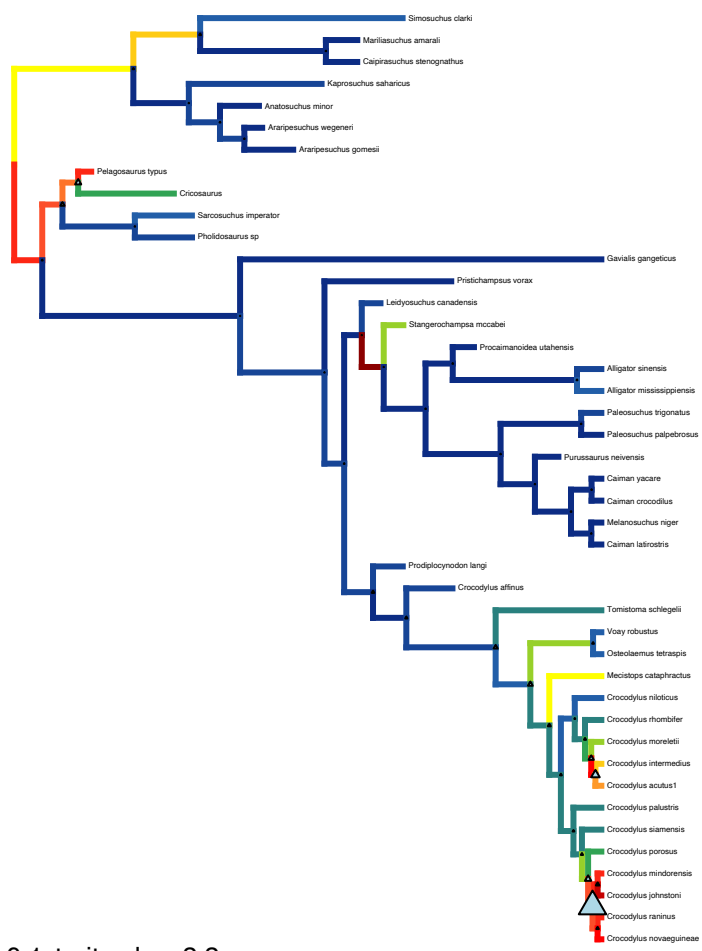 Simosuchus clarki
Mariliasuchus amarali
Caipirasuchus stenognathus
Kaprosuchus saharicus
Anatosuchus minor
Araripesuchus wegeneri
Araripesuchus gomesii
Pelagosaurus typus
Cricosaurus
Sarcosuchus imperator
Pholidosaurus sp
Gavialis gangeticus
Pristichampsus vorax
Leidyosuchus canadensis
Stangerochampsa mccabei
Procaimanoidea utahensis
Alligator sinensis
Alligator mississippiensis
Paleosuchus trigonatus
Paleosuchus palpebrosus
Purussaurus neivensis
Caiman yacare
Caiman crocodilus
Melanosuchus niger
Caiman latirostris
Prodiplocynodon langi
Crocodylus affinus
Tomistoma schlegelii
Voay robustus
Osteolaemus tetraspis
Mecistops cataphractus
Crocodylus niloticus
Crocodylus rhombifer
Crocodylus moreletii
Crocodylus intermedius
Crocodylus acutus1
Crocodylus palustris
Crocodylus siamensis
Crocodylus porosus
Crocodylus mindorensis
Crocodylus johnstoni
Crocodylus raninus
Crocodylus novaeguineae